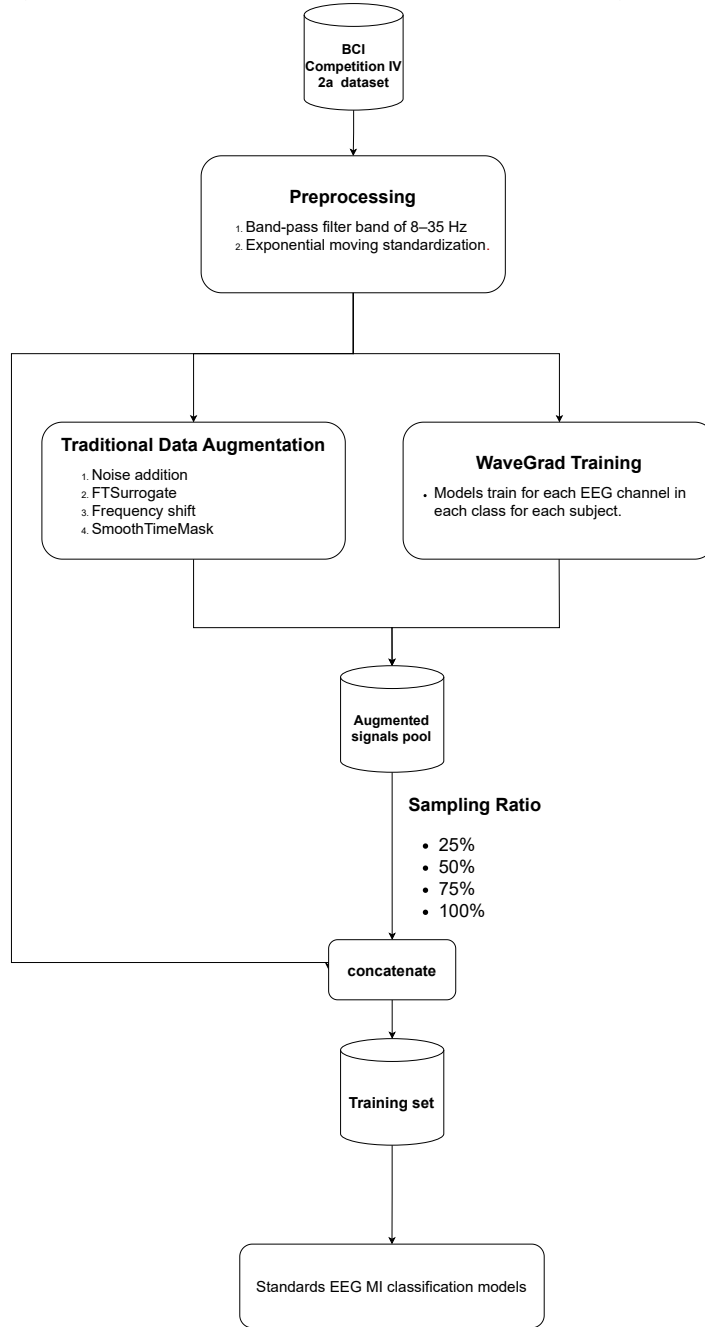 BCI
Competition IV
2a dataset
Preprocessing
1. Band-pass filter band of 8–35 Hz
2. Exponential moving standardization.
Traditional Data Augmentation
1. Noise addition
2. FTSurrogate
3. Frequency shift
4. SmoothTimeMask
WaveGrad Training
• Models train for each EEG channel in
each class for each subject.
Augmented
signals pool
Sampling Ratio
• 25%
• 50%
• 75%
• 100%
concatenate
Training set
Standards EEG MI classification models